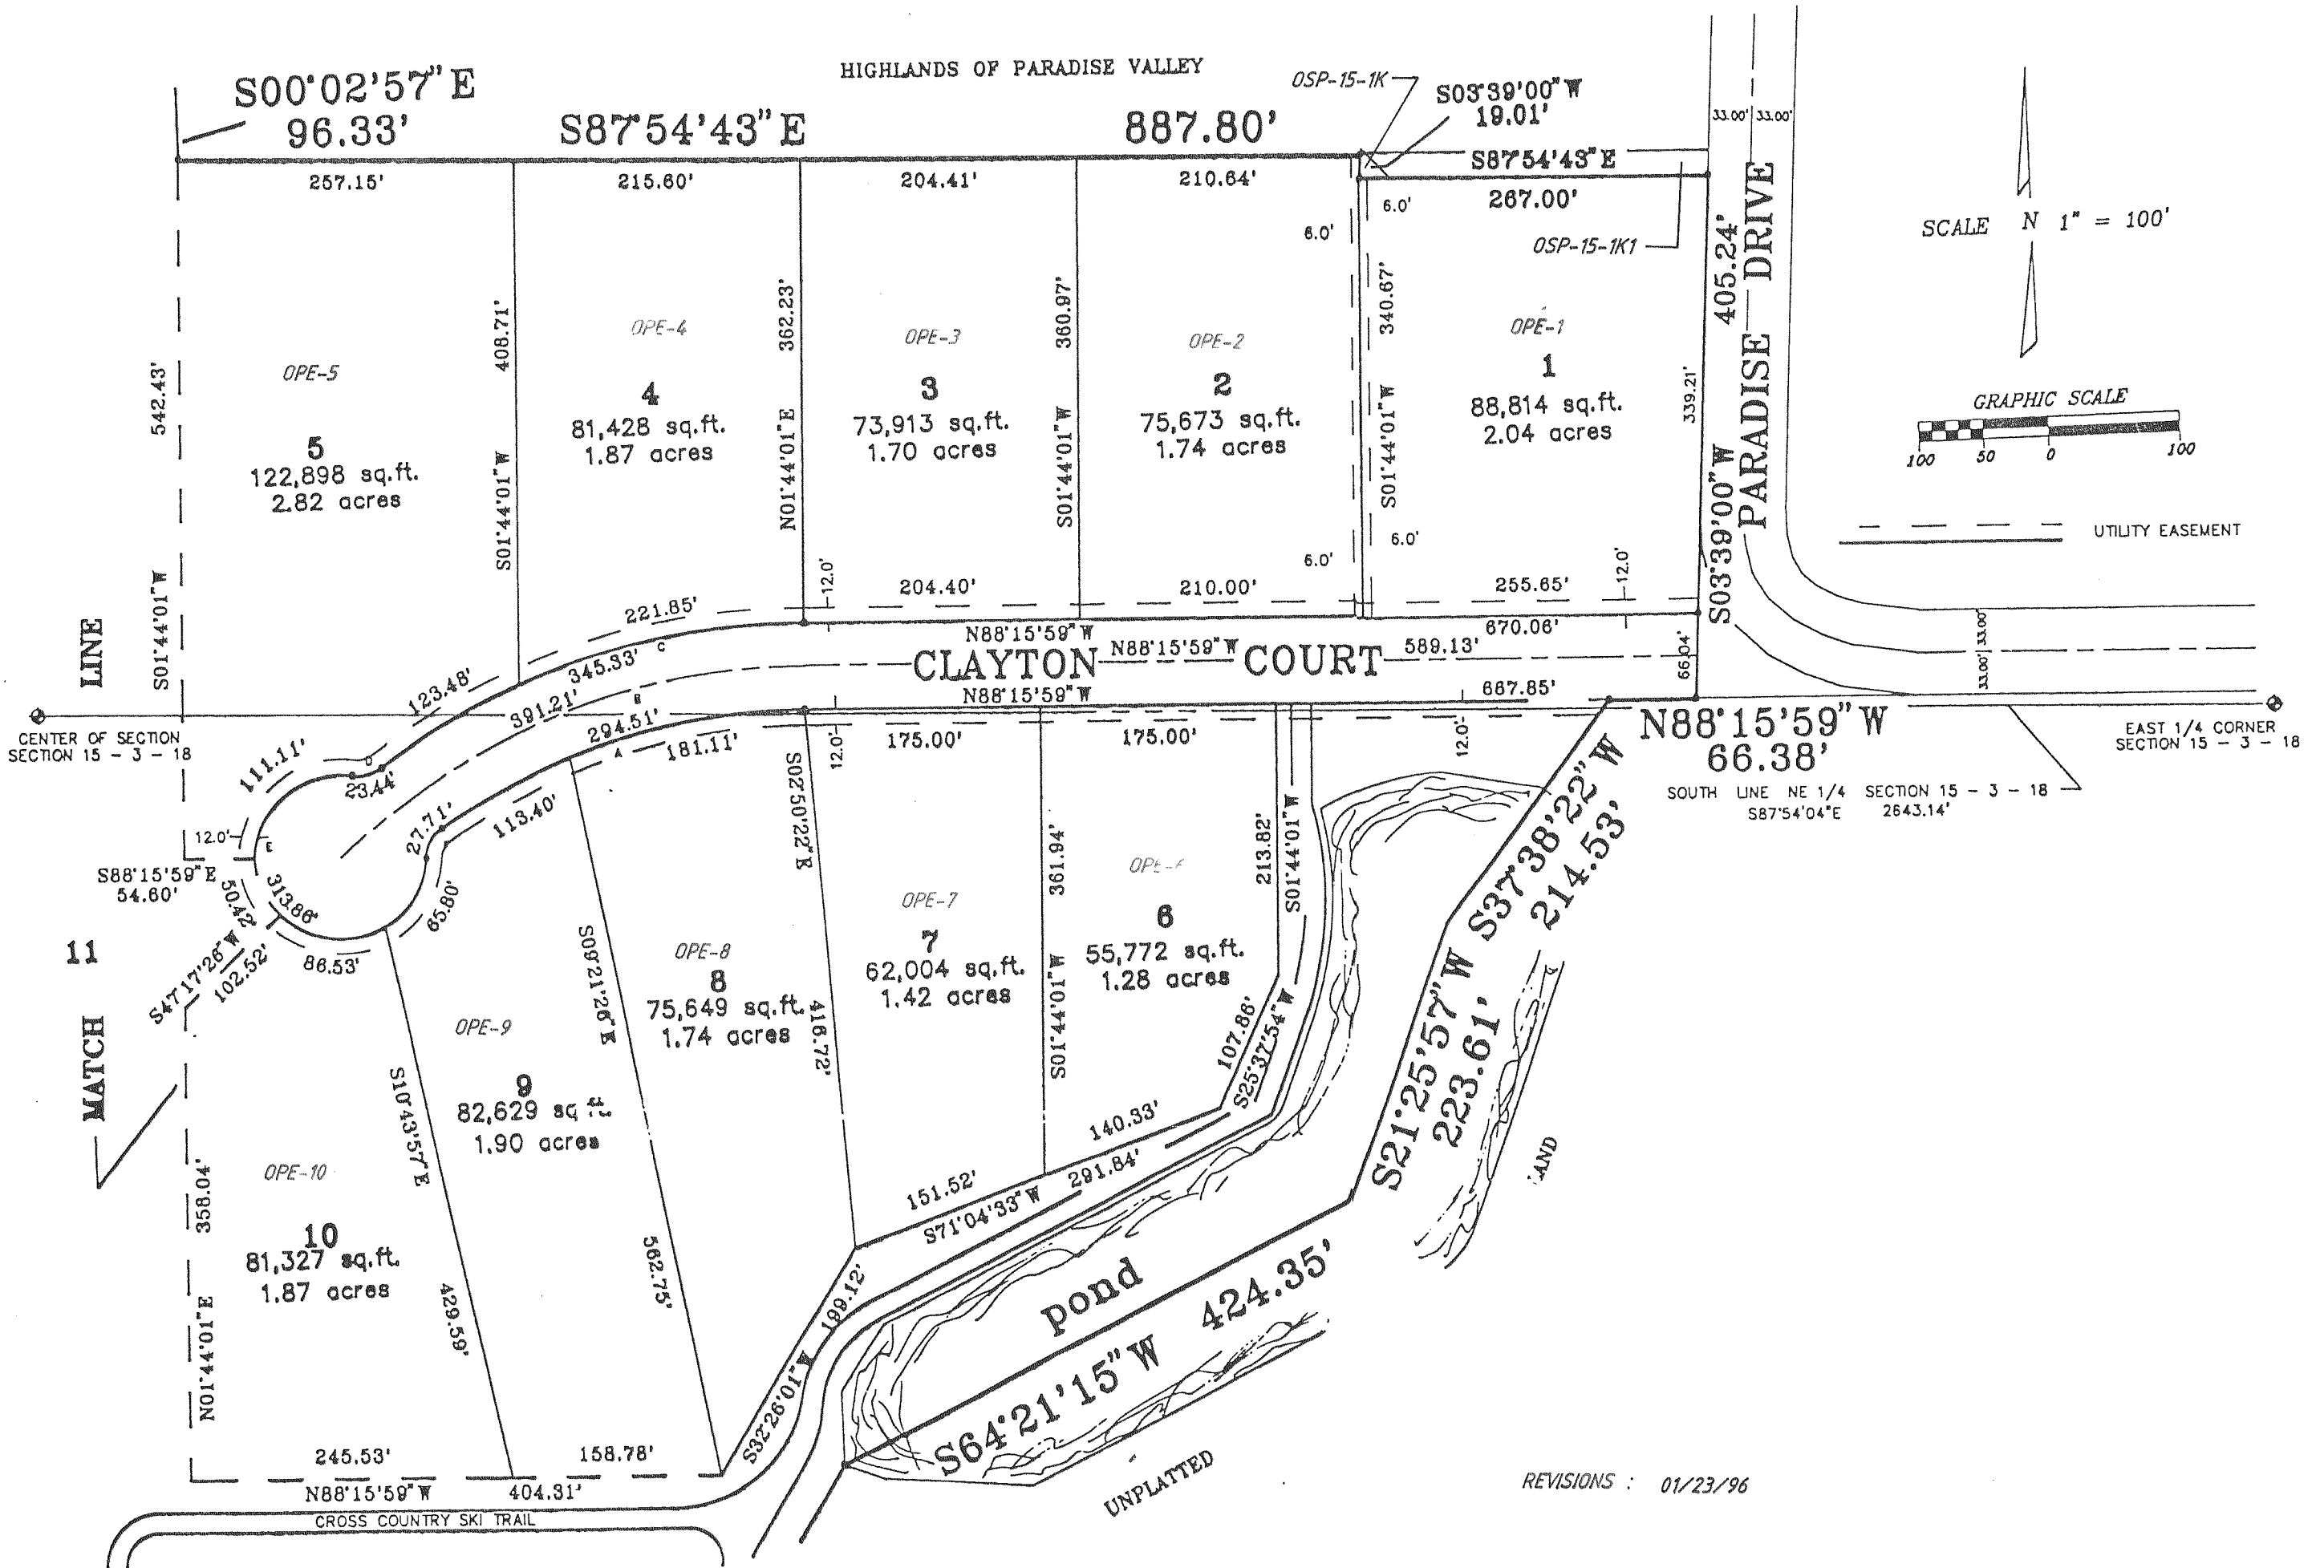 HIGHLANDS OF PARADISE VALLEY
S00°02'57"E
96.33'
S87°54'43"E
887.80'
OSP-15-1K
S03°39'00"W
19.01'
S87°54'43"E
267.00'
OSP-15-1K1
33.00' 33.00'
257.15'
215.60'
204.41'
210.64'
6.0'
6.0'
SCALE N 1" = 100'
GRAPHIC SCALE
100 50 0 100
UTILITY EASEMENT
405.24'
S03°39'00"W
PARADISE DRIVE
339.21'
542.43'
S01°44'01"W
OPE-5
5
122,898 sq.ft.
2.82 acres
408.71'
S01°44'01"W
OPE-4
4
81,428 sq.ft.
1.87 acres
362.23'
N01°44'01"E
OPE-3
3
73,913 sq.ft.
1.70 acres
360.97'
S01°44'01"W
OPE-2
2
75,673 sq.ft.
1.74 acres
340.67'
S01°44'01"W
OPE-1
1
88,814 sq.ft.
2.04 acres
6.0'
6.0'
12.0'
12.0'
221.85'
204.40'
210.00'
255.65'
N88°15'59"W
670.06'
CLAYTON N88°15'59"W COURT 589.13'
N88°15'59"W
667.85'
66.04'
33.00' 33.00'
123.48'
345.33'
C
391.21'
B
294.51'
A
181.11'
12.0'
175.00'
175.00'
12.0'
N88°15'59"W
66.38'
CENTER OF SECTION
SECTION 15 - 3 - 18
EAST 1/4 CORNER
SECTION 15 - 3 - 18
SOUTH LINE NE 1/4 SECTION 15 - 3 - 18
S87°54'04"E 2643.14'
LINE
11
MATCH
111.11'
D
23.44'
27.71'
113.40'
12.0'
E
S88°15'59"E
54.60'
50.42'
313.86'
65.80'
86.53'
S47°17'26"W
102.52'
S02°50'22"E
416.72'
361.94'
S01°44'01"W
213.82'
S01°44'01"W
S37°38'22"W
214.53'
OPE-7
7
62,004 sq.ft.
1.42 acres
6
55,772 sq.ft.
1.28 acres
OPE-8
8
75,649 sq.ft.
1.74 acres
S09°21'26"E
562.75'
OPE-9
9
82,629 sq ft.
1.90 acres
S10°43'57"E
429.59'
OPE-10
10
81,327 sq.ft.
1.87 acres
358.04'
N01°44'01"E
107.86'
S25°37'54"W
140.33'
291.84'
151.52'
S71°04'33"W
S21°25'57"W
223.61'
AND
199.12'
S32°26'01"W
pond
S64°21'15"W 424.35'
UNPLATTED
245.53'
158.78'
N88°15'59"W 404.31'
CROSS COUNTRY SKI TRAIL
REVISIONS : 01/23/96